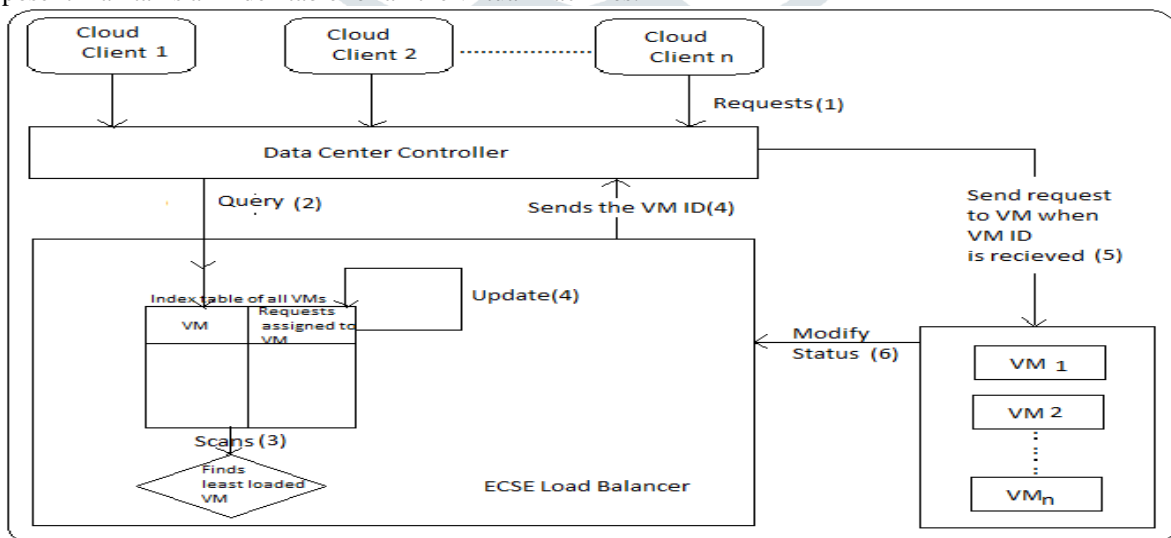 Cloud
Client 1
Cloud
Client 2
Cloud
Client n
Requests (1)
Data Center Controller
Query (2)
Sends the VM ID(4)
Send request
to VM when
VM ID
is recieved (5)
Index table of all VMs
VM
Requests
assigned to
VM
Update(4)
Modify
Status (6)
VM 1
VM 2
VMn
Scans (3)
Finds
least loaded
VM
ECSE Load Balancer